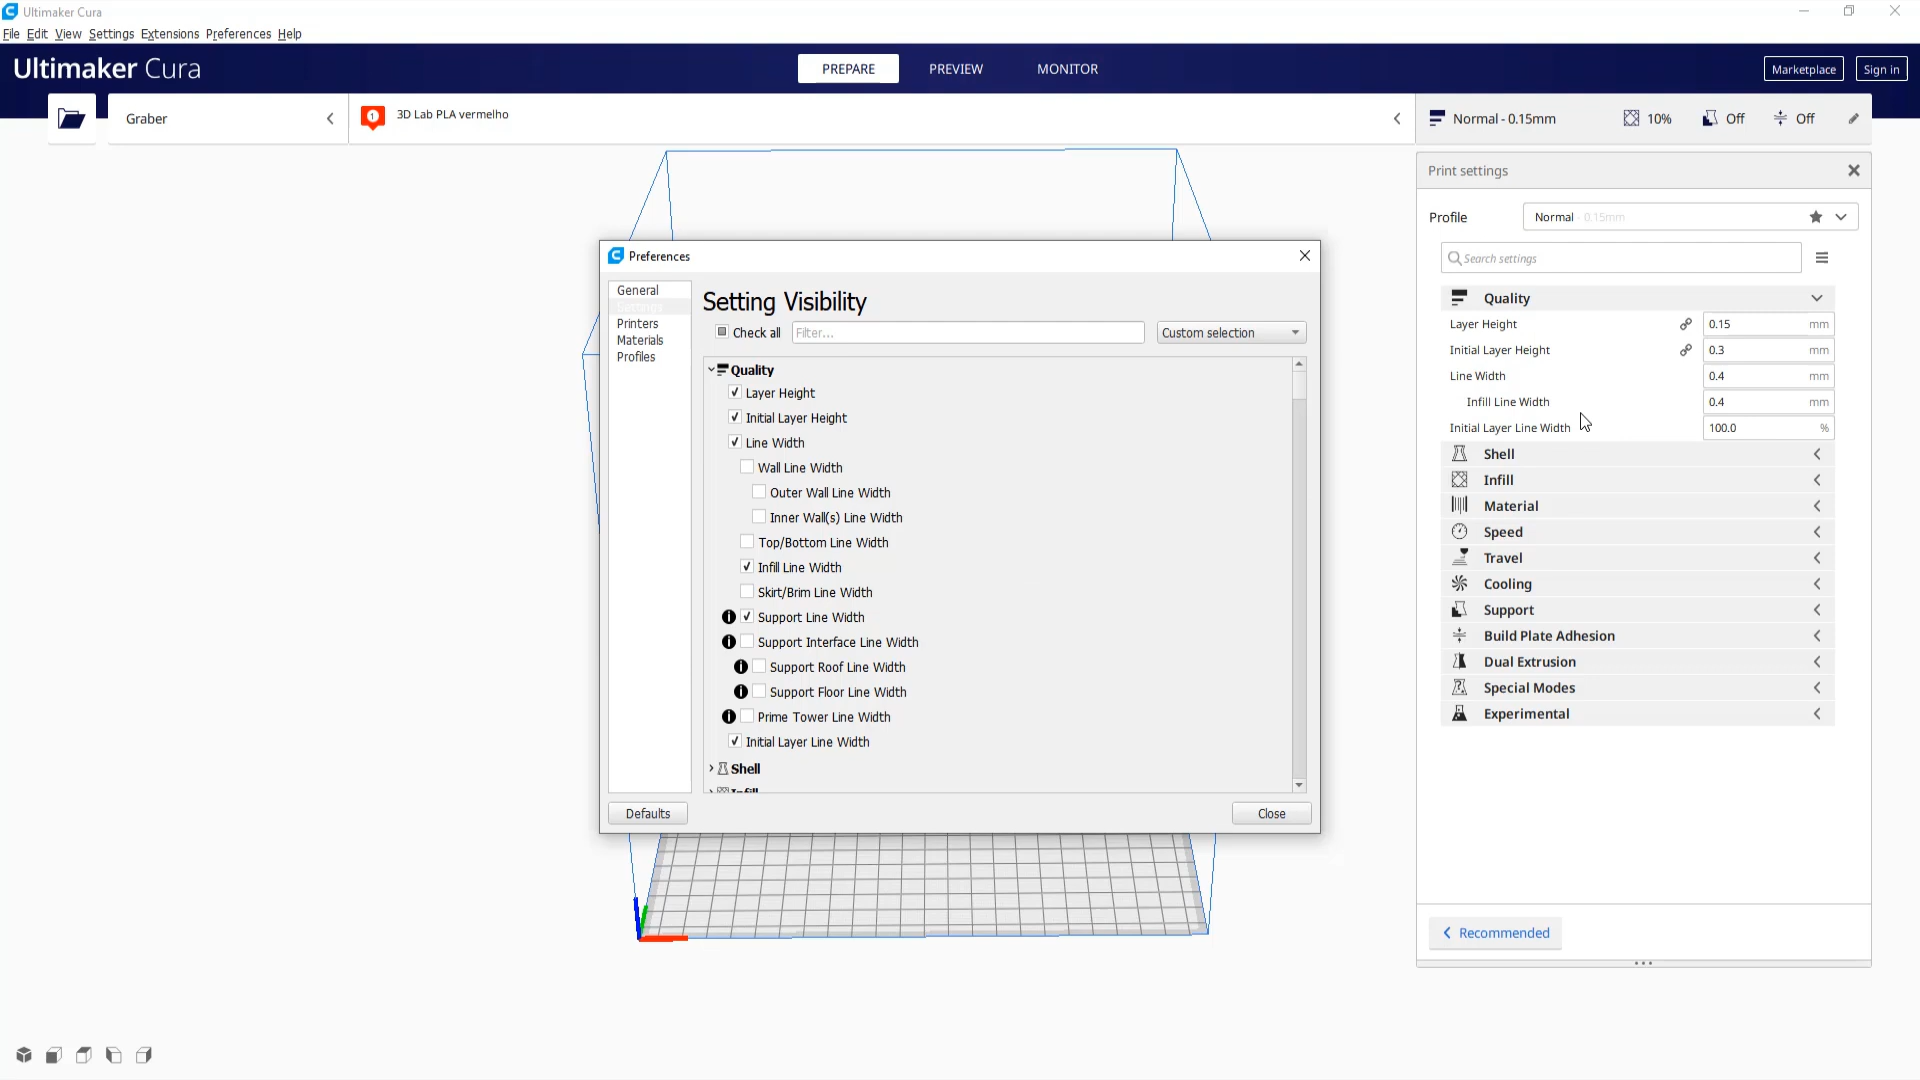 Ultimaker Cura
File Edit View Settings Extensions Preferences Help
Ultimaker Cura
PREPARE PREVIEW MONITOR
Marketplace Sign in
Graber
1 3D Lab PLA vermelho
Normal - 0.15mm 10% Off Off
Print settings
Profile Normal - 0.15mm
Search settings
Quality
Layer Height 0.15 mm
Initial Layer Height 0.3 mm
Line Width 0.4 mm
Infill Line Width 0.4 mm
Initial Layer Line Width 100.0 %
Shell
Infill
Material
Speed
Travel
Cooling
Support
Build Plate Adhesion
Dual Extrusion
Special Modes
Experimental
Recommended
Preferences
General
Settings
Printers
Materials
Profiles
Setting Visibility
Check all Filter... Custom selection
Quality
Layer Height
Initial Layer Height
Line Width
Wall Line Width
Outer Wall Line Width
Inner Wall(s) Line Width
Top/Bottom Line Width
Infill Line Width
Skirt/Brim Line Width
Support Line Width
Support Interface Line Width
Support Roof Line Width
Support Floor Line Width
Prime Tower Line Width
Initial Layer Line Width
Shell
Infill
Defaults Close